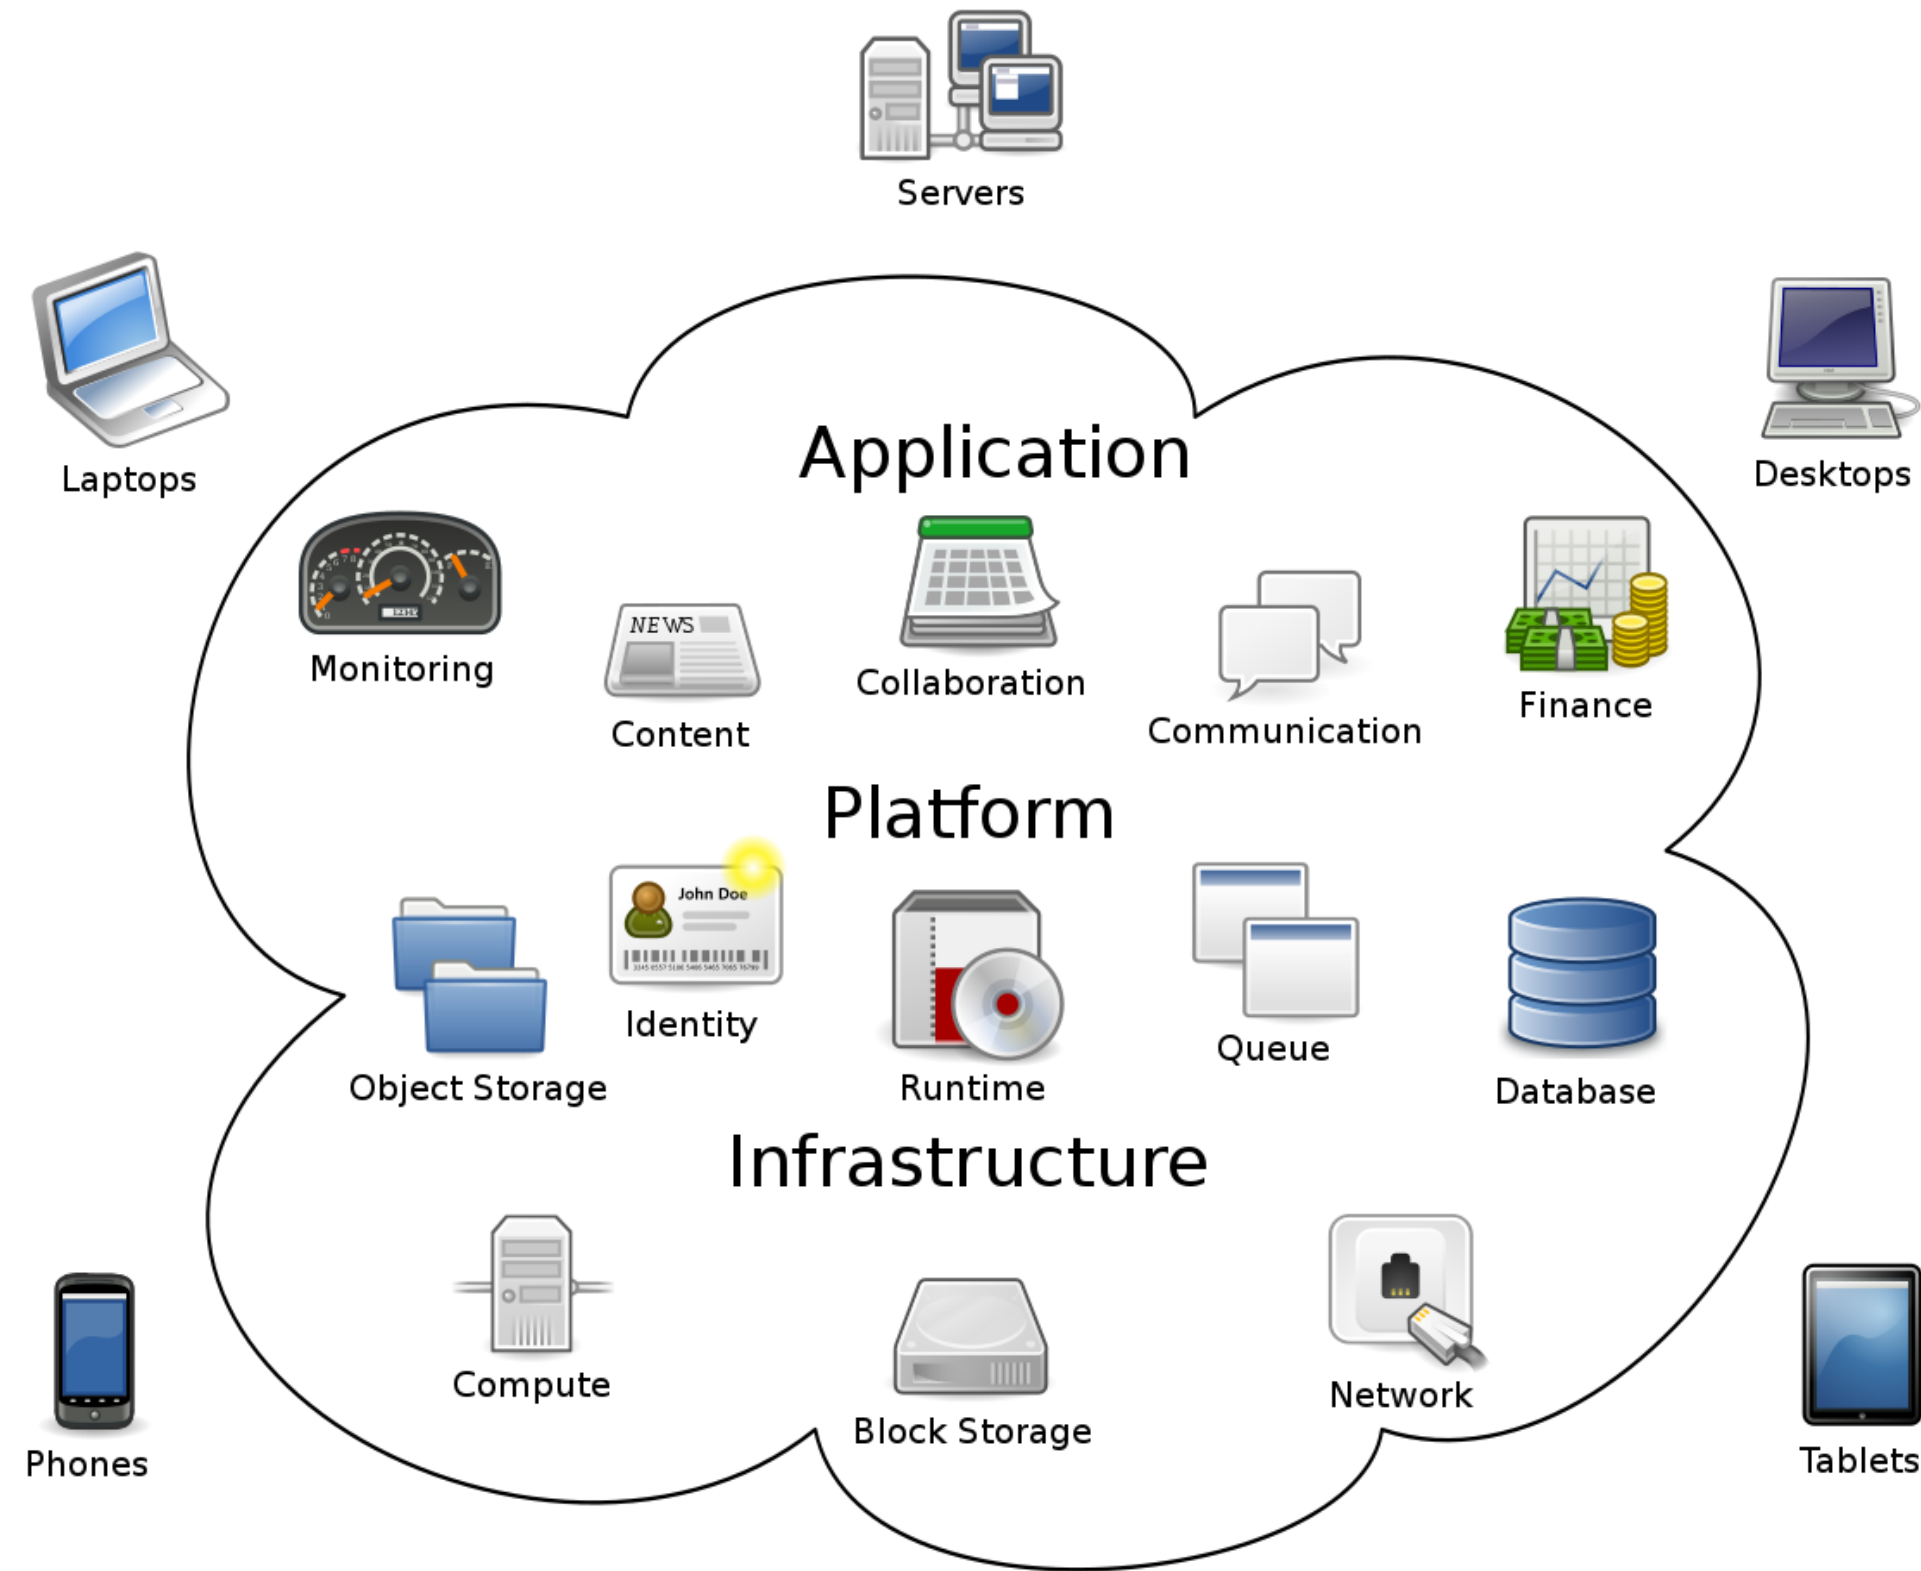 Servers
Laptops
Desktops
Application
Monitoring
NEWS
Content
Collaboration
Communication
Finance
Platform
John Doe
Object Storage
Identity
Runtime
Queue
Database
Infrastructure
Compute
Block Storage
Network
Phones
Tablets